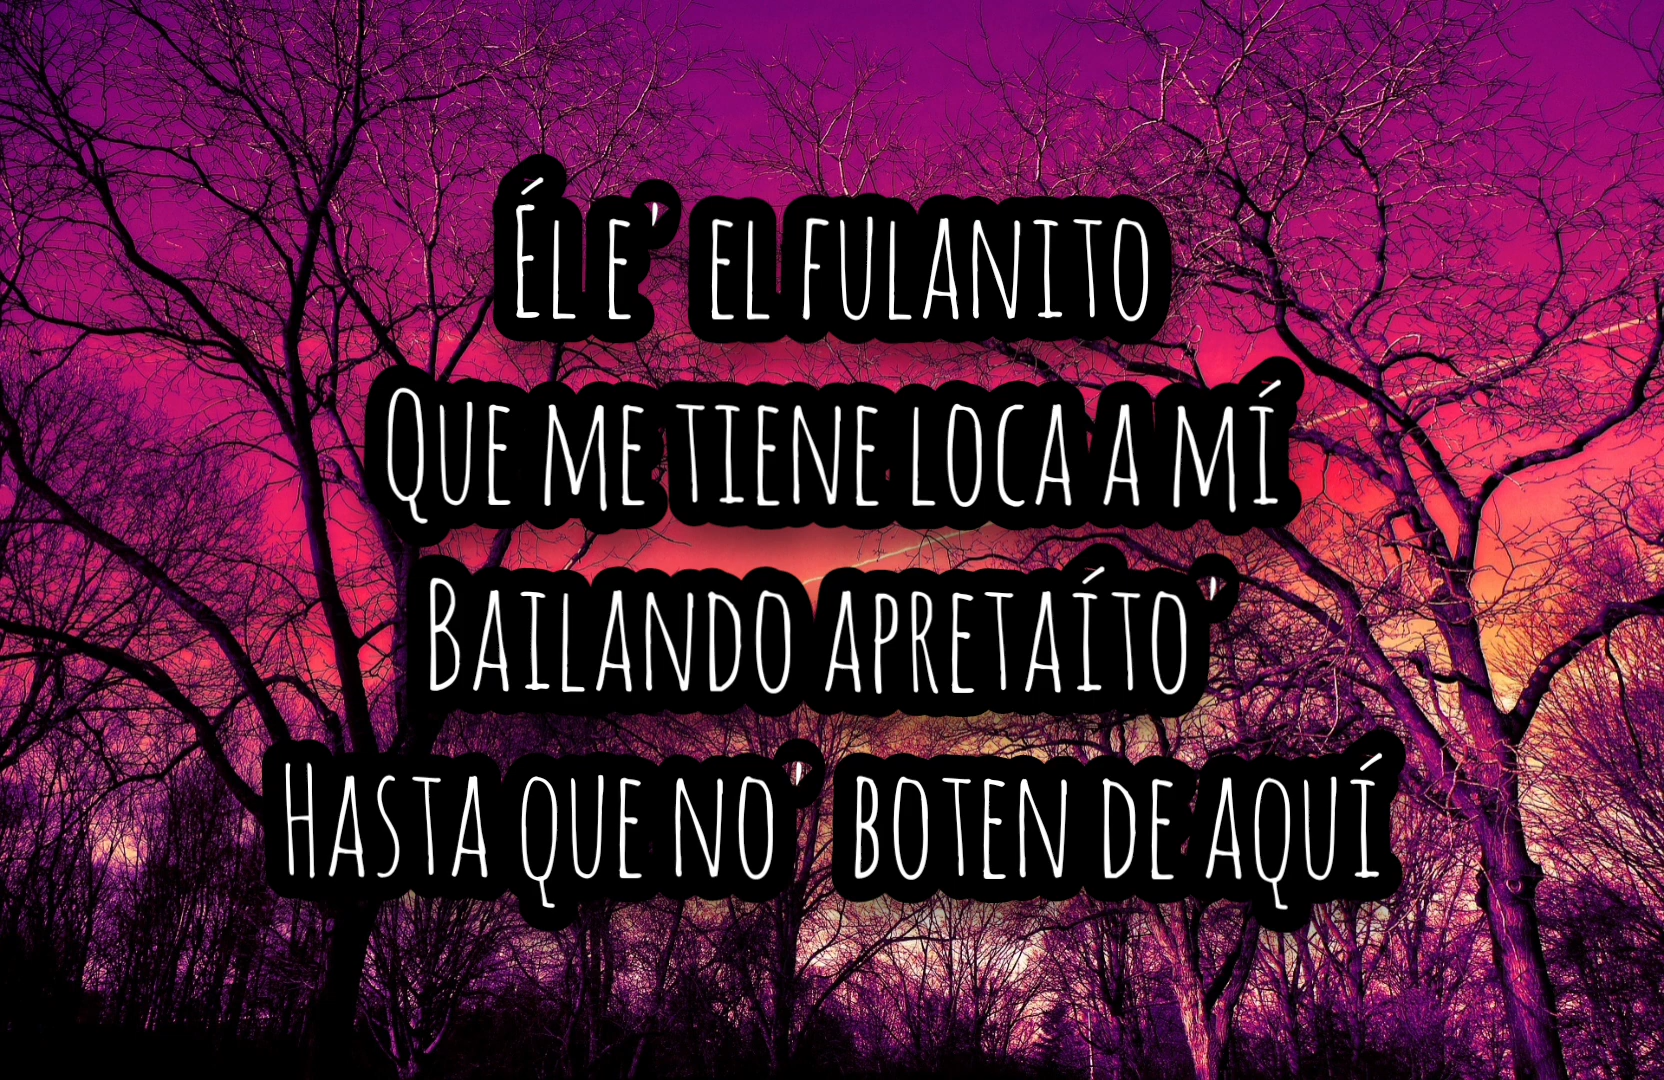 Él e' el fulanito
Que me tiene loca a mí
Bailando apretaíto'
Hasta que no' boten de aquí